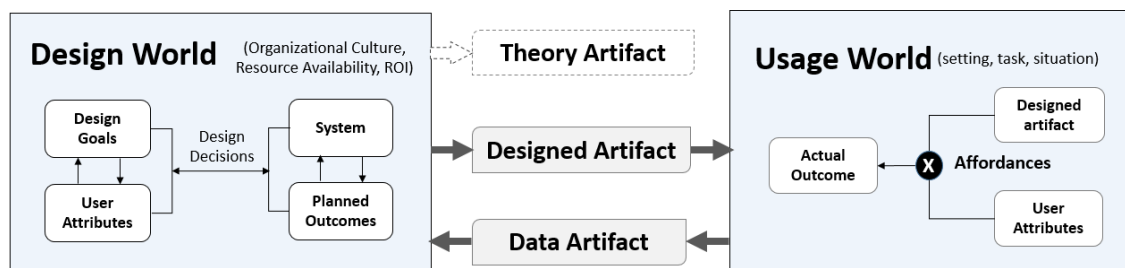 Design World
(Organizational Culture,
Resource Availability, ROI)
Design
Goals
User
Attributes
Design
Decisions
System
Planned
Outcomes
Theory Artifact
Designed Artifact
Data Artifact
Usage World
(setting, task, situation)
Designed
artifact
Actual
Outcome
X
Affordances
User
Attributes